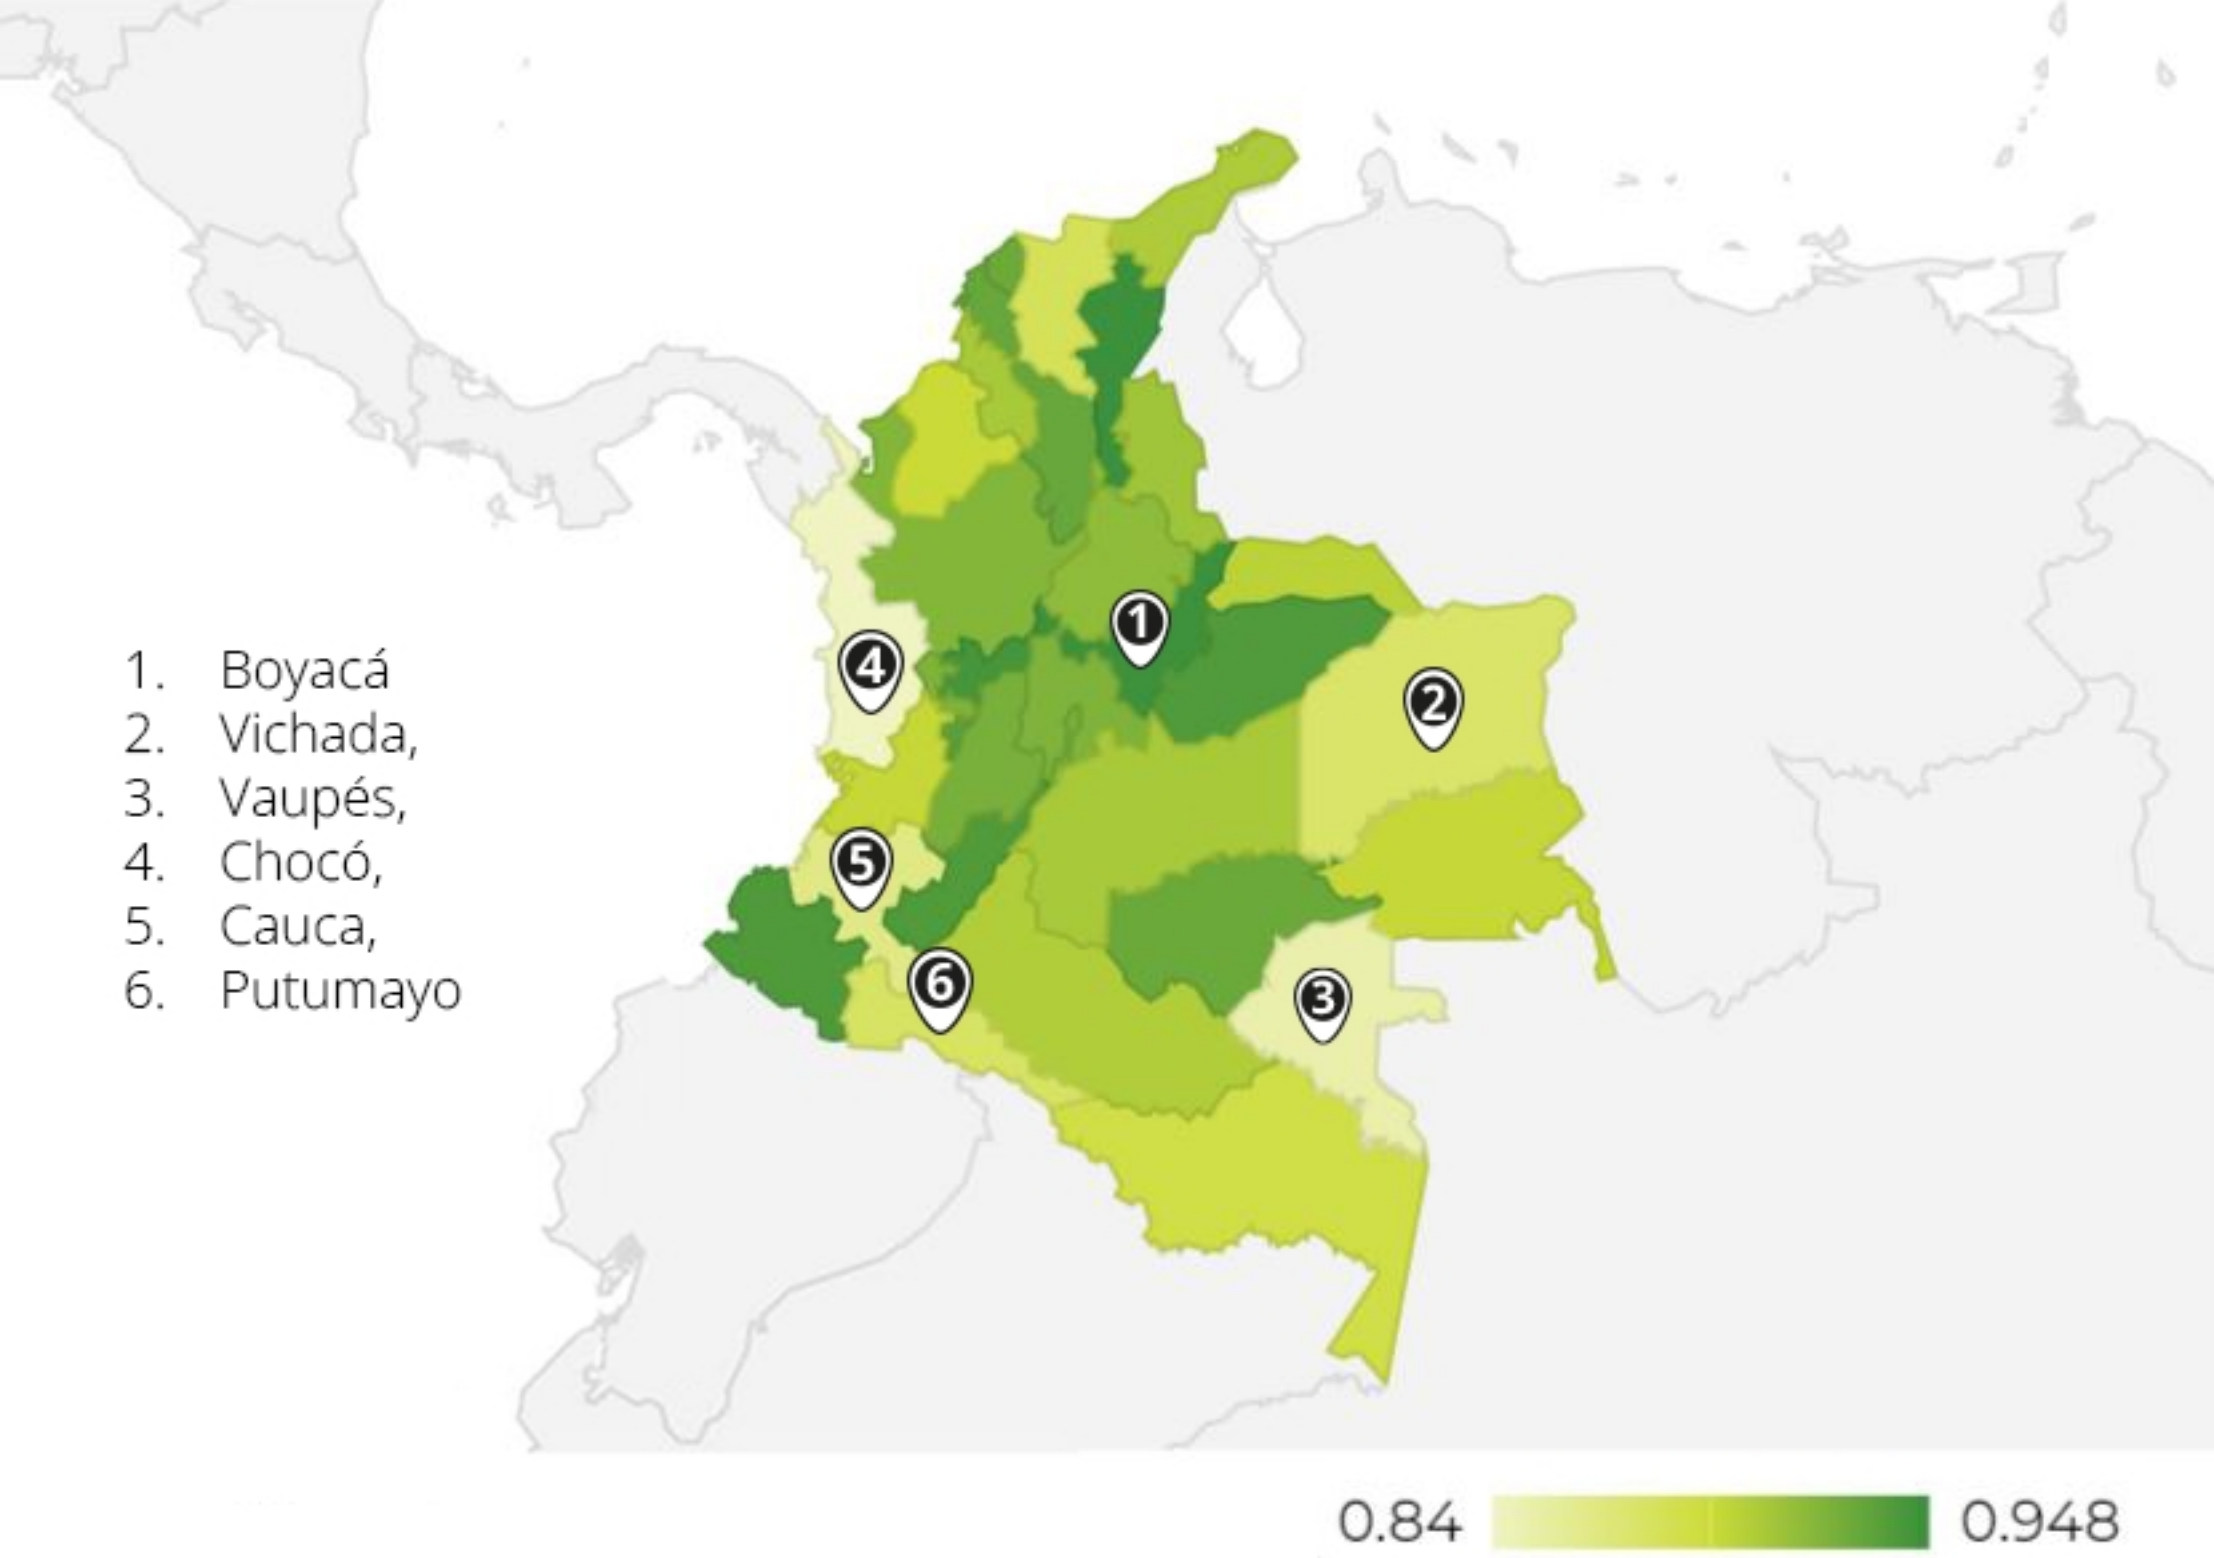 1
4
2
5
6
3
1. Boyacá
2. Vichada,
3. Vaupés,
4. Chocó,
5. Cauca,
6. Putumayo
0.84 0.948